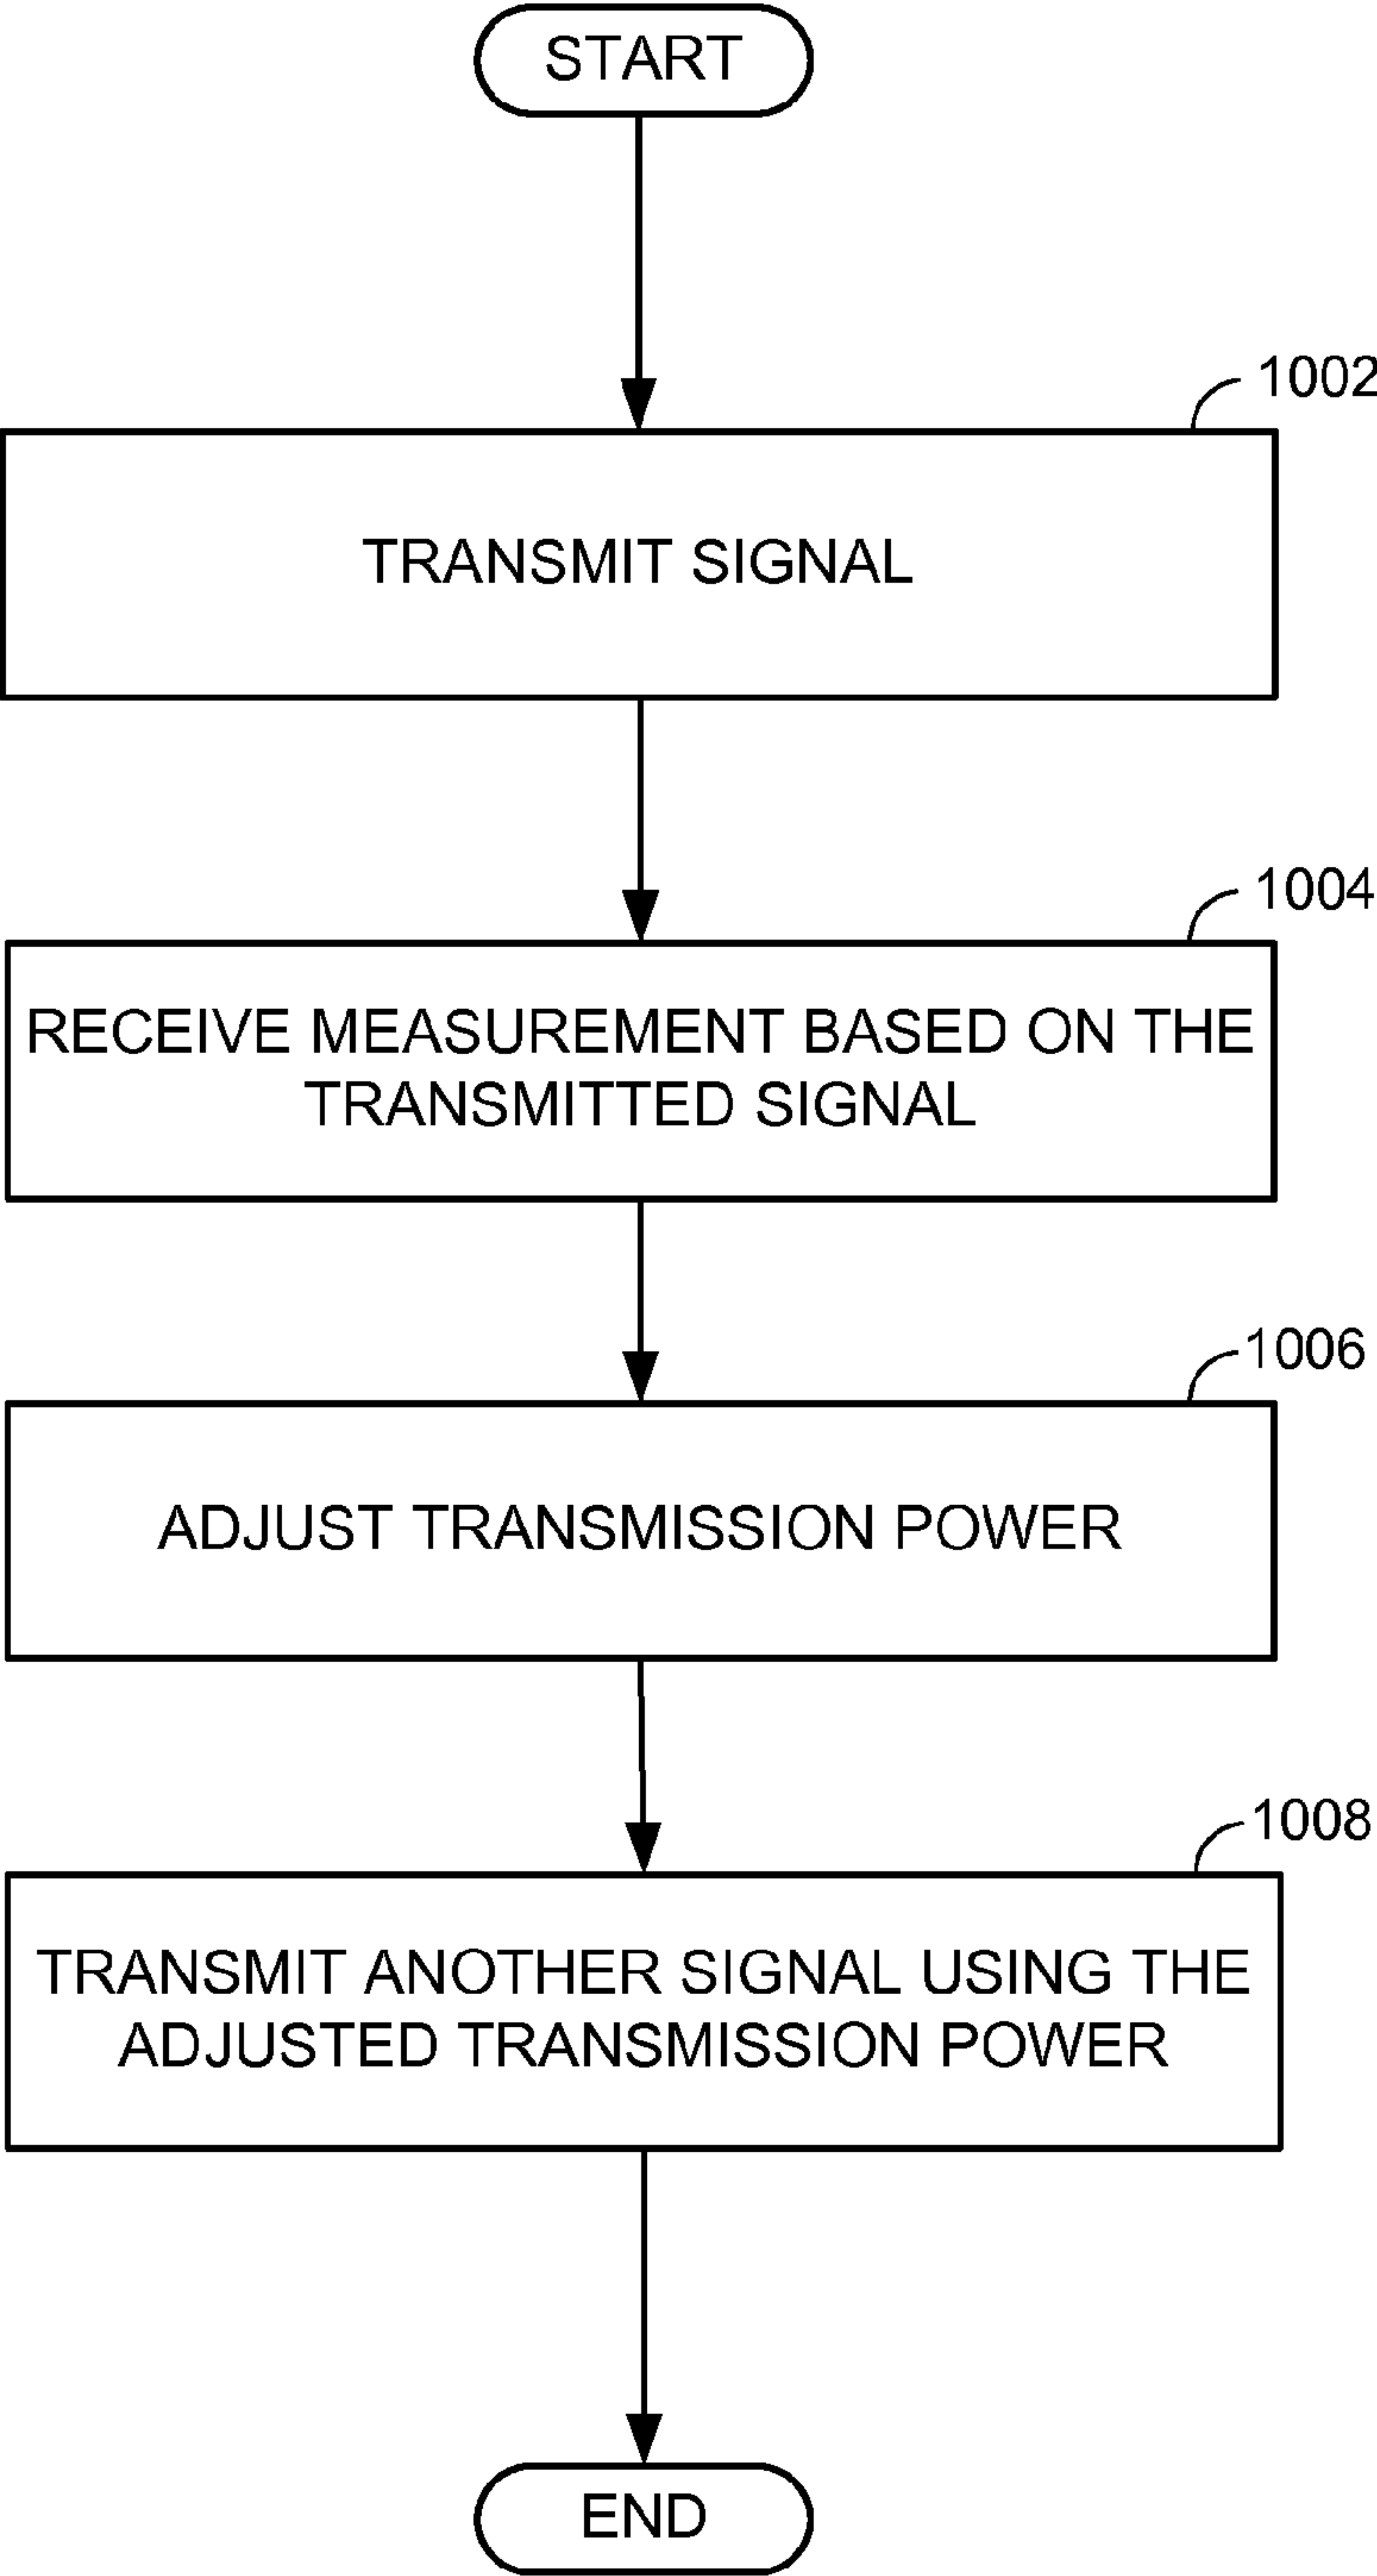 START
1002
TRANSMIT SIGNAL
1004
RECEIVE MEASUREMENT BASED ON THE
TRANSMITTED SIGNAL
1006
ADJUST TRANSMISSION POWER
1008
TRANSMIT ANOTHER SIGNAL USING THE
ADJUSTED TRANSMISSION POWER
END